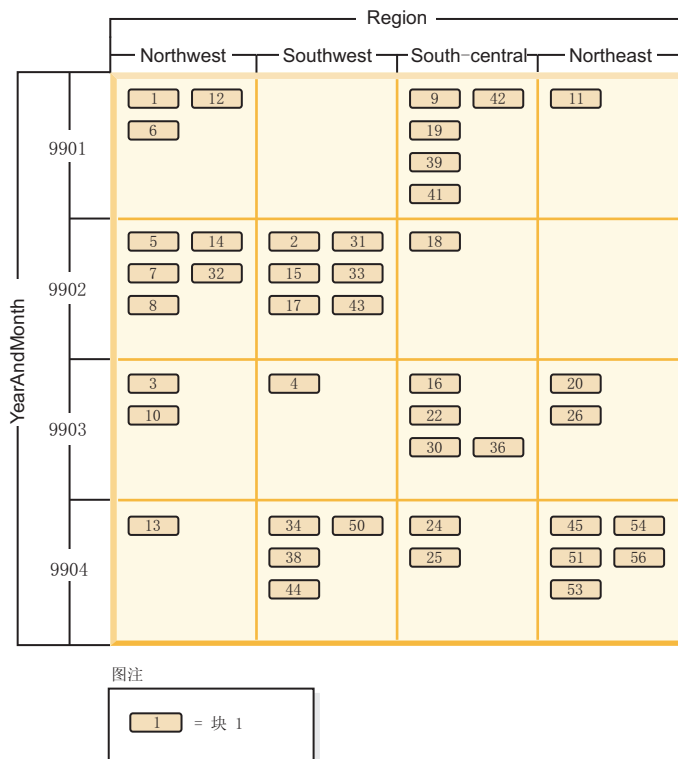 Region
Northwest Southwest South-central Northeast
1 12 9 42 11
6 19
9901
39
41
5 14 2 31 18
7 32 15 33
9902
8 17 43
YearAndMonth
3 4 16 20
10 22 26
9903
30 36
13 34 50 24 45 54
38 25 51 56
9904
44 53
图注
1 = 块 1